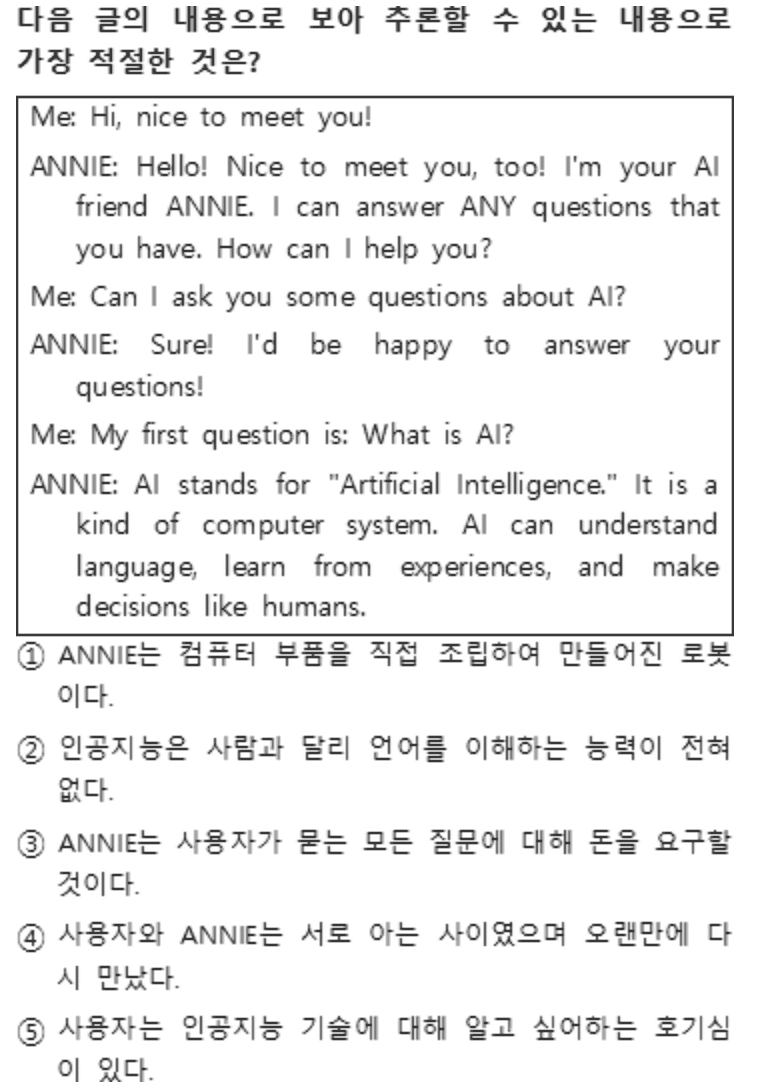 다음 글의 내용으로 보아 추론할 수 있는 내용으로
가장 적절한 것은?
Me: Hi, nice to meet you!
ANNIE: Hello! Nice to meet you, too! I'm your AI
friend ANNIE. I can answer ANY questions that
you have. How can I help you?
Me: Can I ask you some questions about AI?
ANNIE: Sure! I'd be happy to answer your
questions!
Me: My first question is: What is AI?
ANNIE: AI stands for "Artificial Intelligence." It is a
kind of computer system. AI can understand
language, learn from experiences, and make
decisions like humans.
① ANNIE는 컴퓨터 부품을 직접 조립하여 만들어진 로봇
이다.
② 인공지능은 사람과 달리 언어를 이해하는 능력이 전혀
없다.
③ ANNIE는 사용자가 묻는 모든 질문에 대해 돈을 요구할
것이다.
④ 사용자와 ANNIE는 서로 아는 사이였으며 오랜만에 다
시 만났다.
⑤ 사용자는 인공지능 기술에 대해 알고 싶어하는 호기심
이 있다.